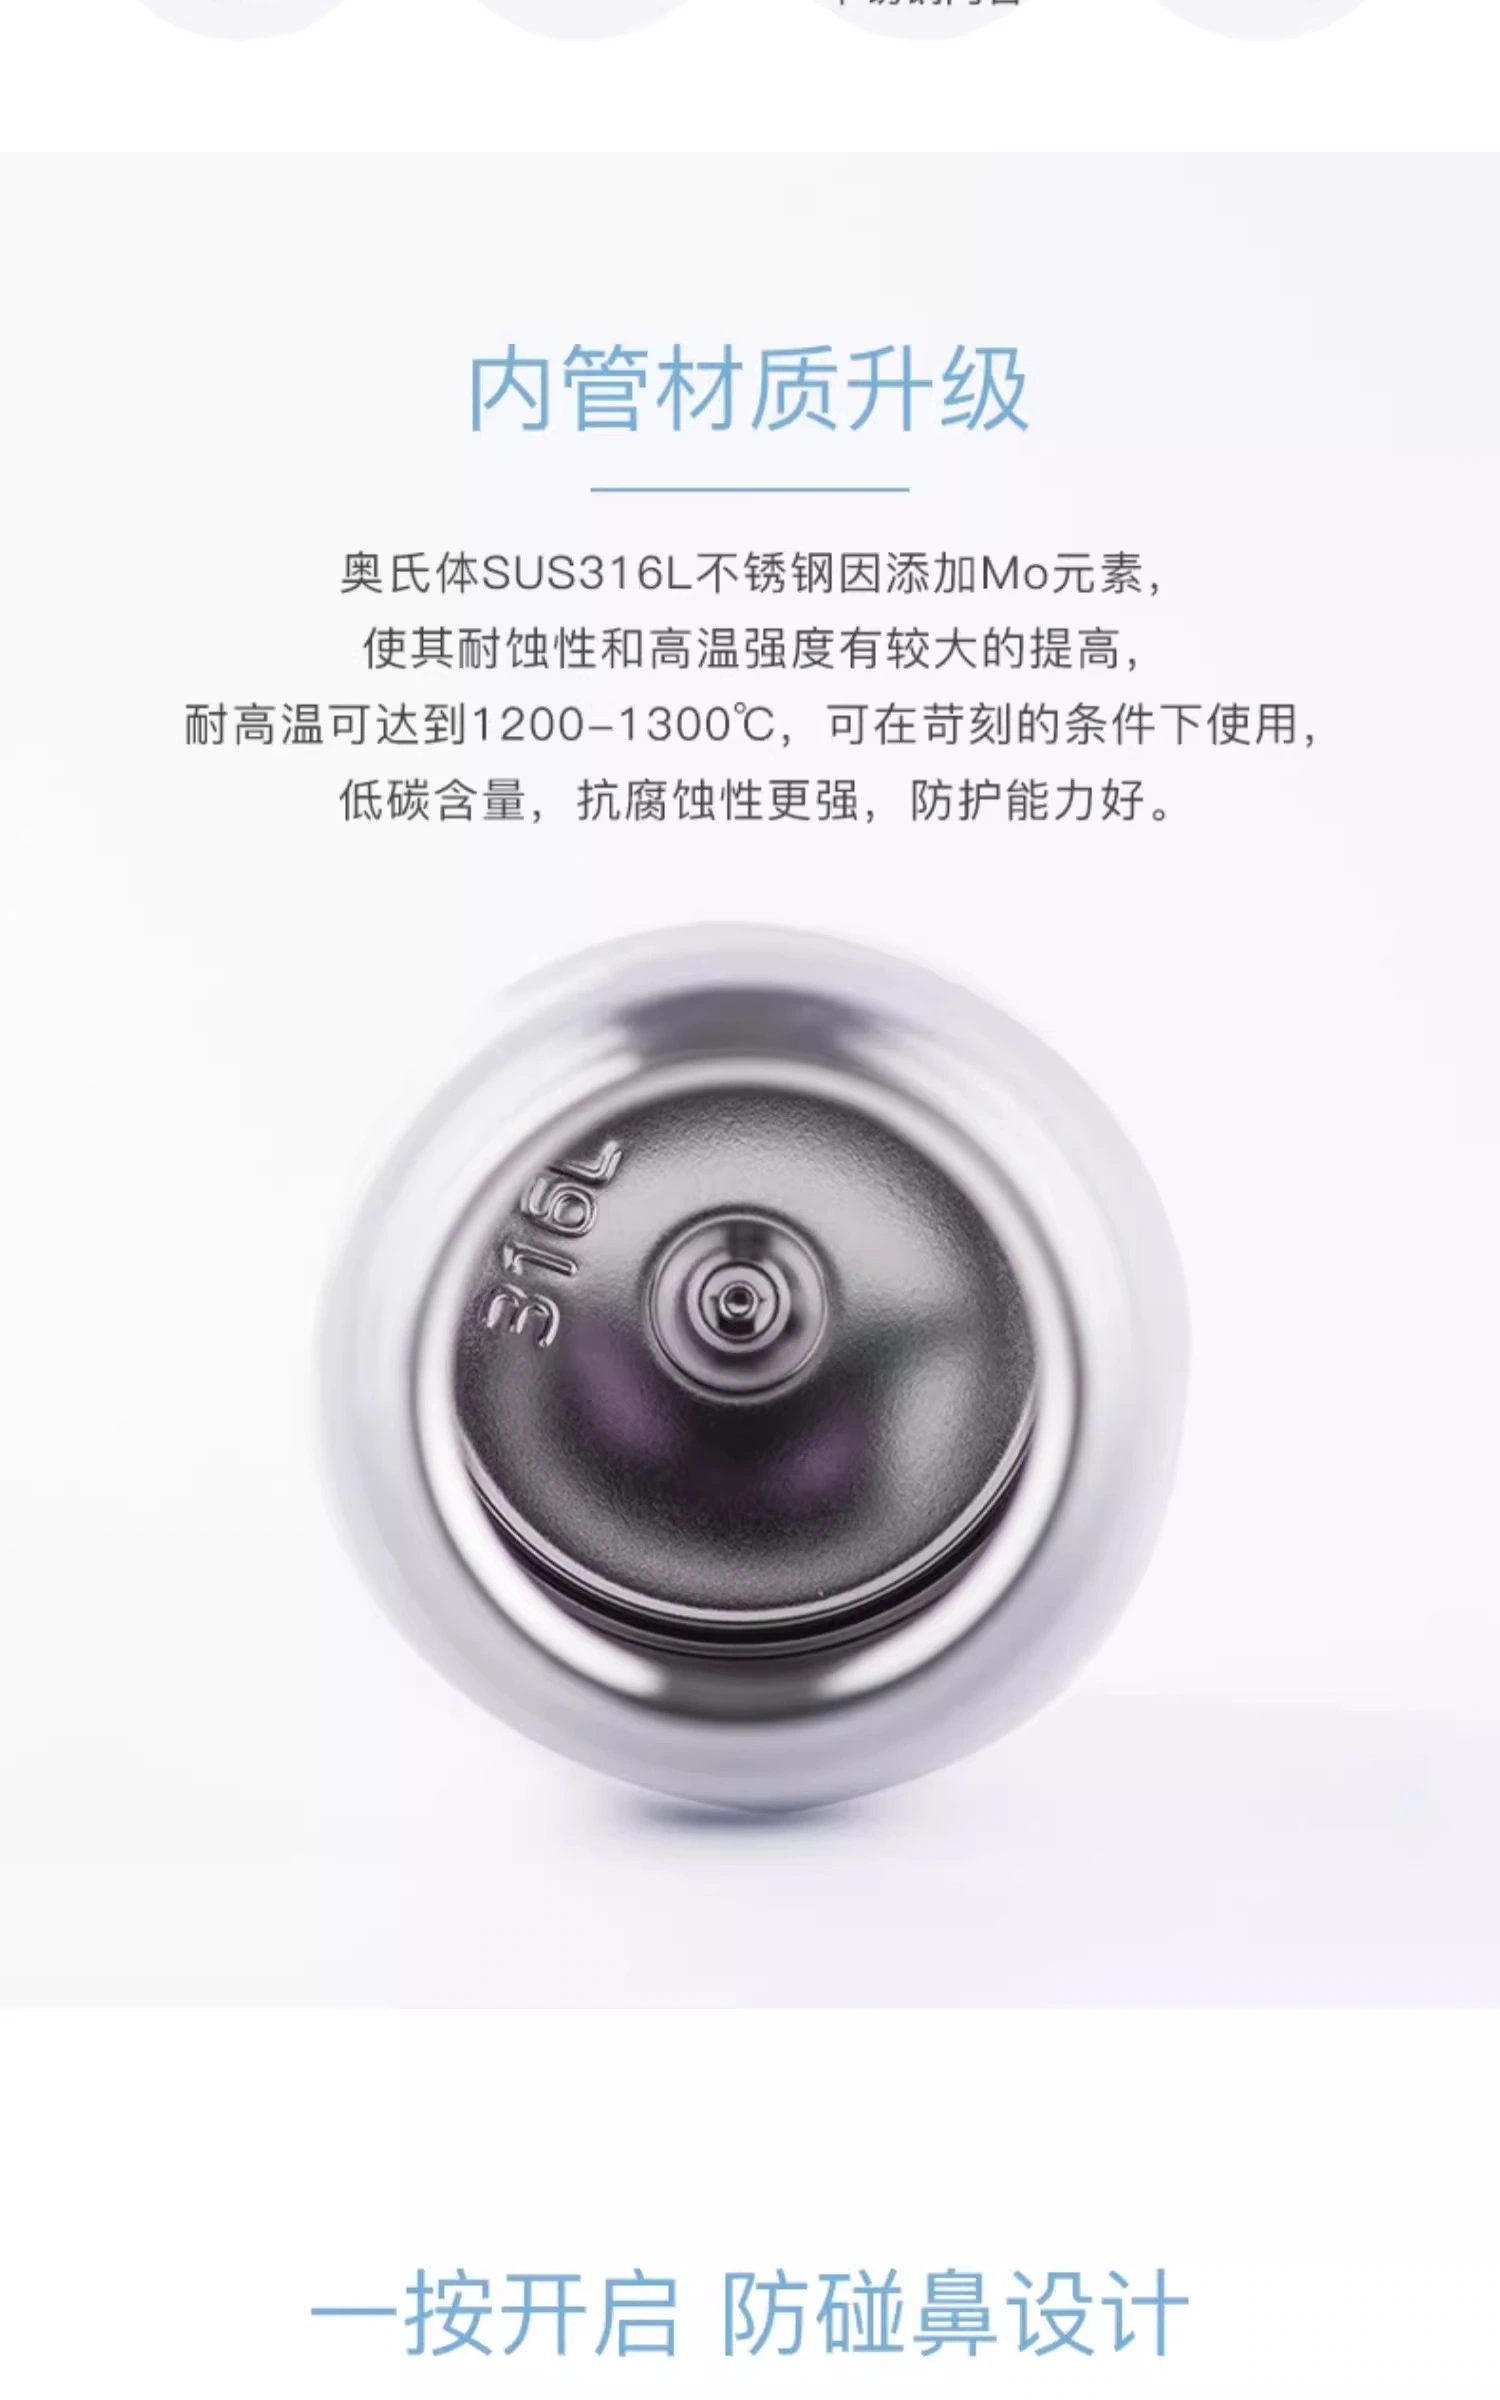 内管材质升级
奥氏体SUS316L不锈钢因添加Mo元素，
使其耐蚀性和高温强度有较大的提高，
耐高温可达到1200-1300℃，可在苛刻的条件下使用，
低碳含量，抗腐蚀性更强，防护能力好。
316L
一按开启 防碰鼻设计